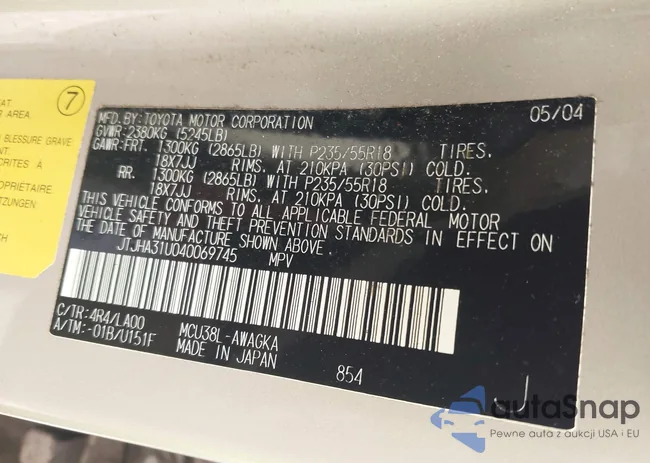 7
AT.
R AREA
N BLESSURE GRAVE
CRITES À
PROPRIETAIRE.
TZUNGEN.
CH
MFD.BY:TOYOTA MOTOR CORPORATION 05/04
GVWR:2380KG (5245LB)
GAWR:FRT. 1300KG (2865LB) WITH P235/55R18 TIRES.
18X7JJ RIMS. AT 210KPA (30PSI) COLD.
RR. 1300KG (2865LB) WITH P235/55R18 TIRES.
18X7JJ RIMS. AT 210KPA (30PSI) COLD.
THIS VEHICLE CONFORMS TO ALL APPLICABLE FEDERAL MOTOR
VEHICLE SAFETY AND THEFT PREVENTION STANDARDS IN EFFECT ON
THE DATE OF MANUFACTURE SHOWN ABOVE.
JTJHA31U040069745 MPV
C/TR:4R4/LA00 MCU38L-AWAGKA
A/TM:-01B/U151F MADE IN JAPAN 854
autoSnap
Pewne auta z aukcji USA i EU